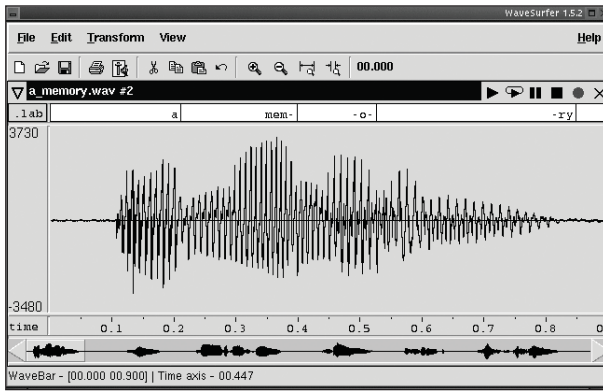 WaveSurfer 1.5.2
File Edit Transform View Help
00.000
a_memory.wav #2
.lab a mem- -o- -ry
3730
-3480
time 0.1 0.2 0.3 0.4 0.5 0.6 0.7 0.8 0
WaveBar - [00.000 00.900] | Time axis - 00.447